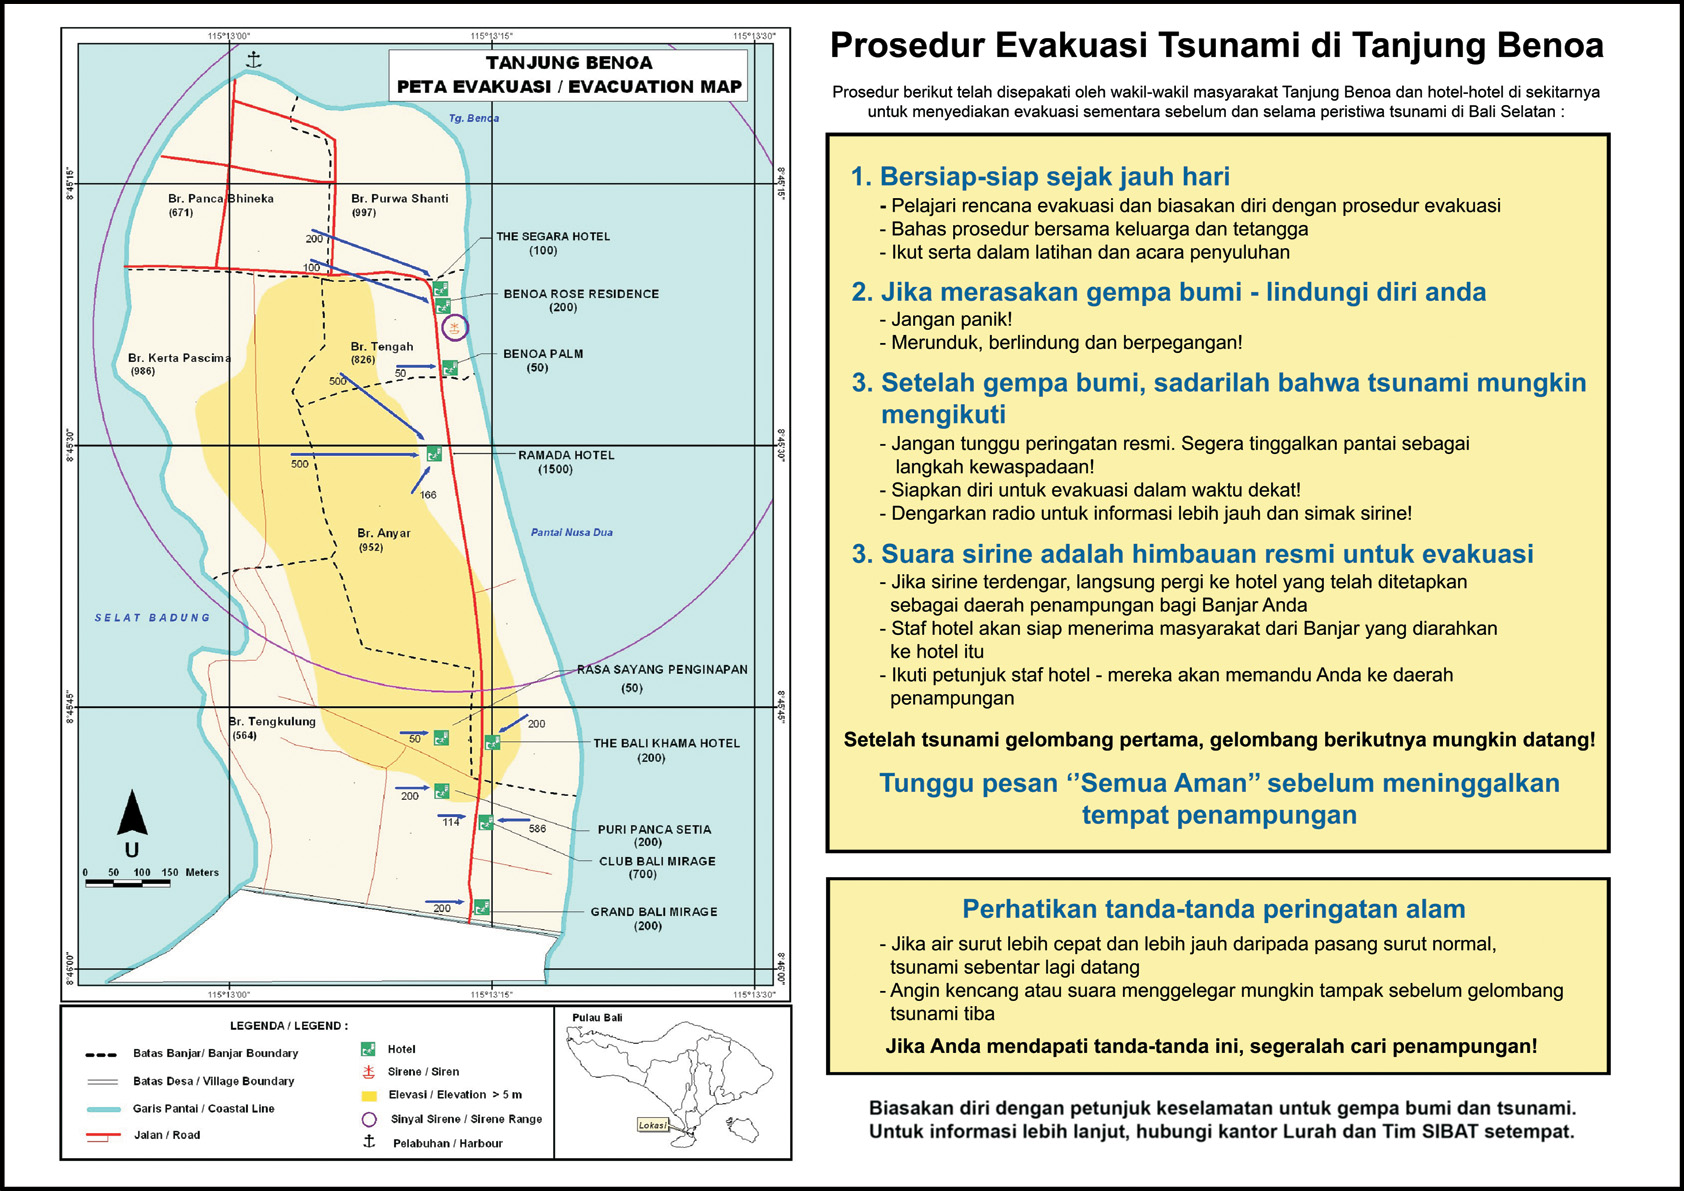 115°13'00"
115°13'15"
115°13'30"
TANJUNG BENOA
PETA EVAKUASI / EVACUATION MAP
Tg. Benoa
8°45'15"
8°45'15"
Br. Panca Bhineka
(671)
Br. Purwa Shanti
(997)
200
100
THE SEGARA HOTEL
(100)
BENOA ROSE RESIDENCE
(200)
Br. Tengah
(826)
Br. Kerta Pascima
(986)
BENOA PALM
(50)
50
500
8°45'30"
8°45'30"
500
RAMADA HOTEL
(1500)
166
Br. Anyar
(952)
Pantai Nusa Dua
SELAT BADUNG
RASA SAYANG PENGINAPAN
(50)
8°45'45"
8°45'45"
Br. Tengkulung
(564)
50
200
THE BALI KHAMA HOTEL
(200)
200
114
586
PURI PANCA SETIA
(200)
CLUB BALI MIRAGE
(700)
U
0 50 100 150 Meters
200
GRAND BALI MIRAGE
(200)
8°46'00"
8°46'00"
115°13'00"
115°13'15"
115°13'30"
LEGENDA / LEGEND :
Batas Banjar/ Banjar Boundary
Batas Desa / Village Boundary
Garis Pantai / Coastal Line
Jalan / Road
Hotel
Sirene / Siren
Elevasi / Elevation > 5 m
Sinyal Sirene / Sirene Range
Pelabuhan / Harbour
Pulau Bali
Lokasi
Prosedur Evakuasi Tsunami di Tanjung Benoa
Prosedur berikut telah disepakati oleh wakil-wakil masyarakat Tanjung Benoa dan hotel-hotel di sekitarnya
untuk menyediakan evakuasi sementara sebelum dan selama peristiwa tsunami di Bali Selatan :
1. Bersiap-siap sejak jauh hari
- Pelajari rencana evakuasi dan biasakan diri dengan prosedur evakuasi
- Bahas prosedur bersama keluarga dan tetangga
- Ikut serta dalam latihan dan acara penyuluhan
2. Jika merasakan gempa bumi - lindungi diri anda
- Jangan panik!
- Merunduk, berlindung dan berpegangan!
3. Setelah gempa bumi, sadarilah bahwa tsunami mungkin
mengikuti
- Jangan tunggu peringatan resmi. Segera tinggalkan pantai sebagai
langkah kewaspadaan!
- Siapkan diri untuk evakuasi dalam waktu dekat!
- Dengarkan radio untuk informasi lebih jauh dan simak sirine!
3. Suara sirine adalah himbauan resmi untuk evakuasi
- Jika sirine terdengar, langsung pergi ke hotel yang telah ditetapkan
sebagai daerah penampungan bagi Banjar Anda
- Staf hotel akan siap menerima masyarakat dari Banjar yang diarahkan
ke hotel itu
- Ikuti petunjuk staf hotel - mereka akan memandu Anda ke daerah
penampungan
Setelah tsunami gelombang pertama, gelombang berikutnya mungkin datang!
Tunggu pesan ‘’Semua Aman’’ sebelum meninggalkan
tempat penampungan
Perhatikan tanda-tanda peringatan alam
- Jika air surut lebih cepat dan lebih jauh daripada pasang surut normal,
tsunami sebentar lagi datang
- Angin kencang atau suara menggelegar mungkin tampak sebelum gelombang
tsunami tiba
Jika Anda mendapati tanda-tanda ini, segeralah cari penampungan!
Biasakan diri dengan petunjuk keselamatan untuk gempa bumi dan tsunami.
Untuk informasi lebih lanjut, hubungi kantor Lurah dan Tim SIBAT setempat.